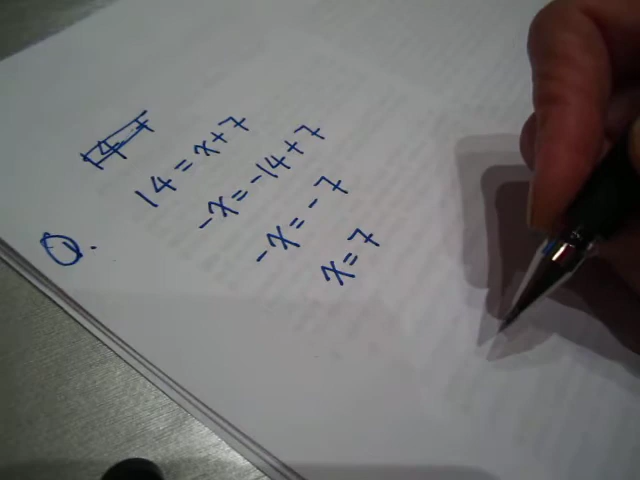 14 = x + 7
-x = -14 + 7
-x = -7
x = 7
Q.